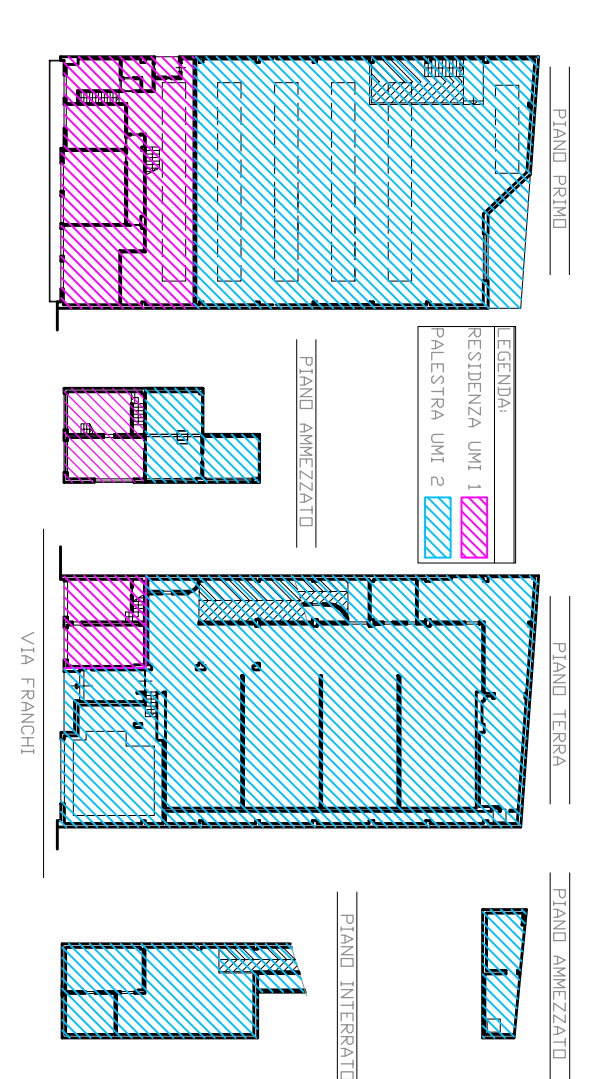 PIANO PRIMO
LEGENDA:
RESIDENZA UMI 1
PALESTRA UMI 2
PIANO AMMEZZATO
PIANO TERRA
VIA FRANCHI
PIANO AMMEZZATO
PIANO INTERRATO